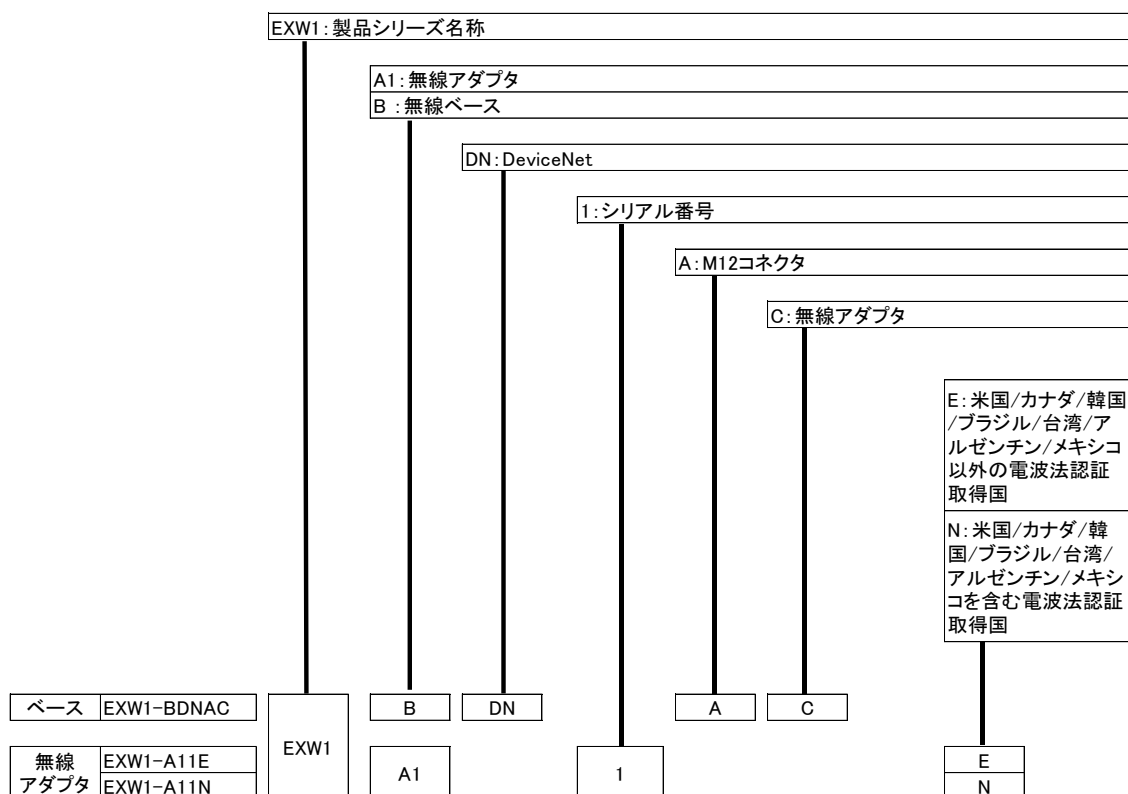 EXW1:製品シリーズ名称
A1:無線アダプタ
B :無線ベース
DN:DeviceNet
1:シリアル番号
A:M12コネクタ
C:無線アダプタ
E:米国/カナダ/韓国
/ブラジル/台湾/ア
ルゼンチン/メキシコ
以外の電波法認証
取得国
N:米国/カナダ/韓
国/ブラジル/台湾/
アルゼンチン/メキシ
コを含む電波法認証
取得国
ベース EXW1-BDNAC EXW1 B DN A C
無線
アダプタ
EXW1-A11E
EXW1-A11N
A1 1 E
N